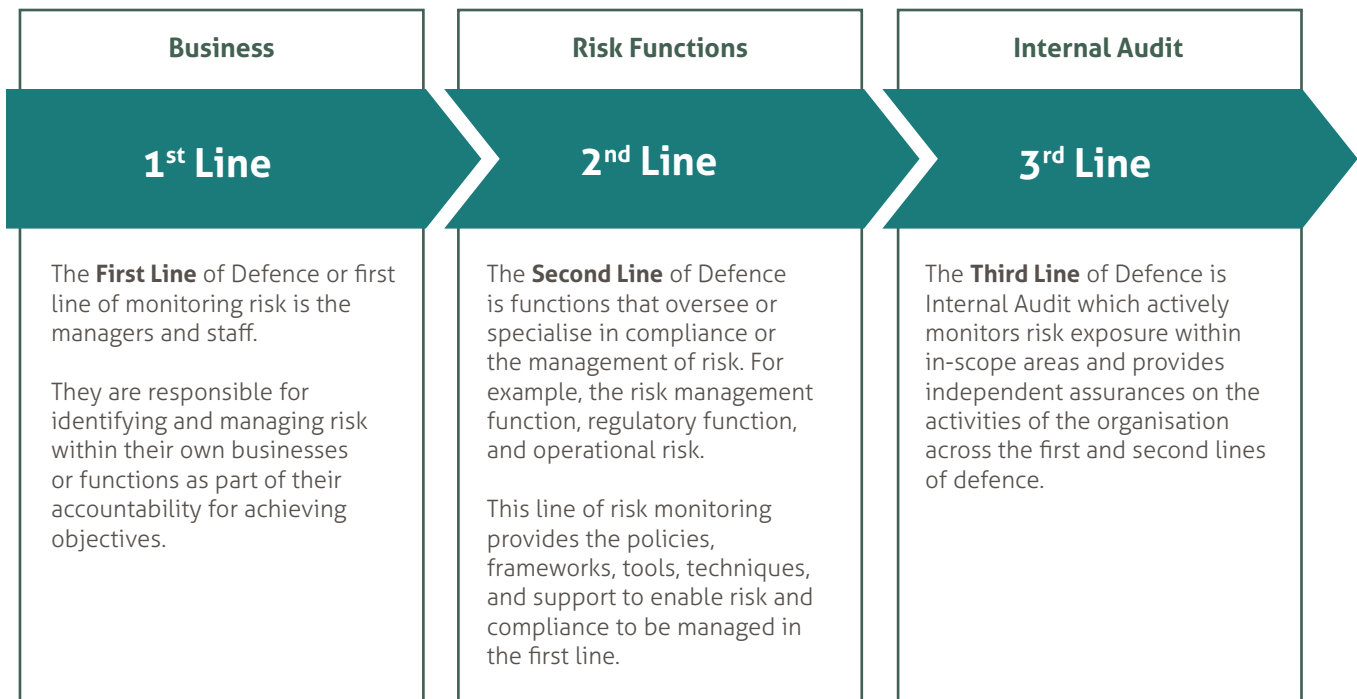 Business
1st Line
The First Line of Defence or first
line of monitoring risk is the
managers and staff.
They are responsible for
identifying and managing risk
within their own businesses
or functions as part of their
accountability for achieving
objectives.
Risk Functions
2nd Line
The Second Line of Defence
is functions that oversee or
specialise in compliance or
the management of risk. For
example, the risk management
function, regulatory function,
and operational risk.
This line of risk monitoring
provides the policies,
frameworks, tools, techniques,
and support to enable risk and
compliance to be managed in
the first line.
Internal Audit
3rd Line
The Third Line of Defence is
Internal Audit which actively
monitors risk exposure within
in-scope areas and provides
independent assurances on the
activities of the organisation
across the first and second lines
of defence.